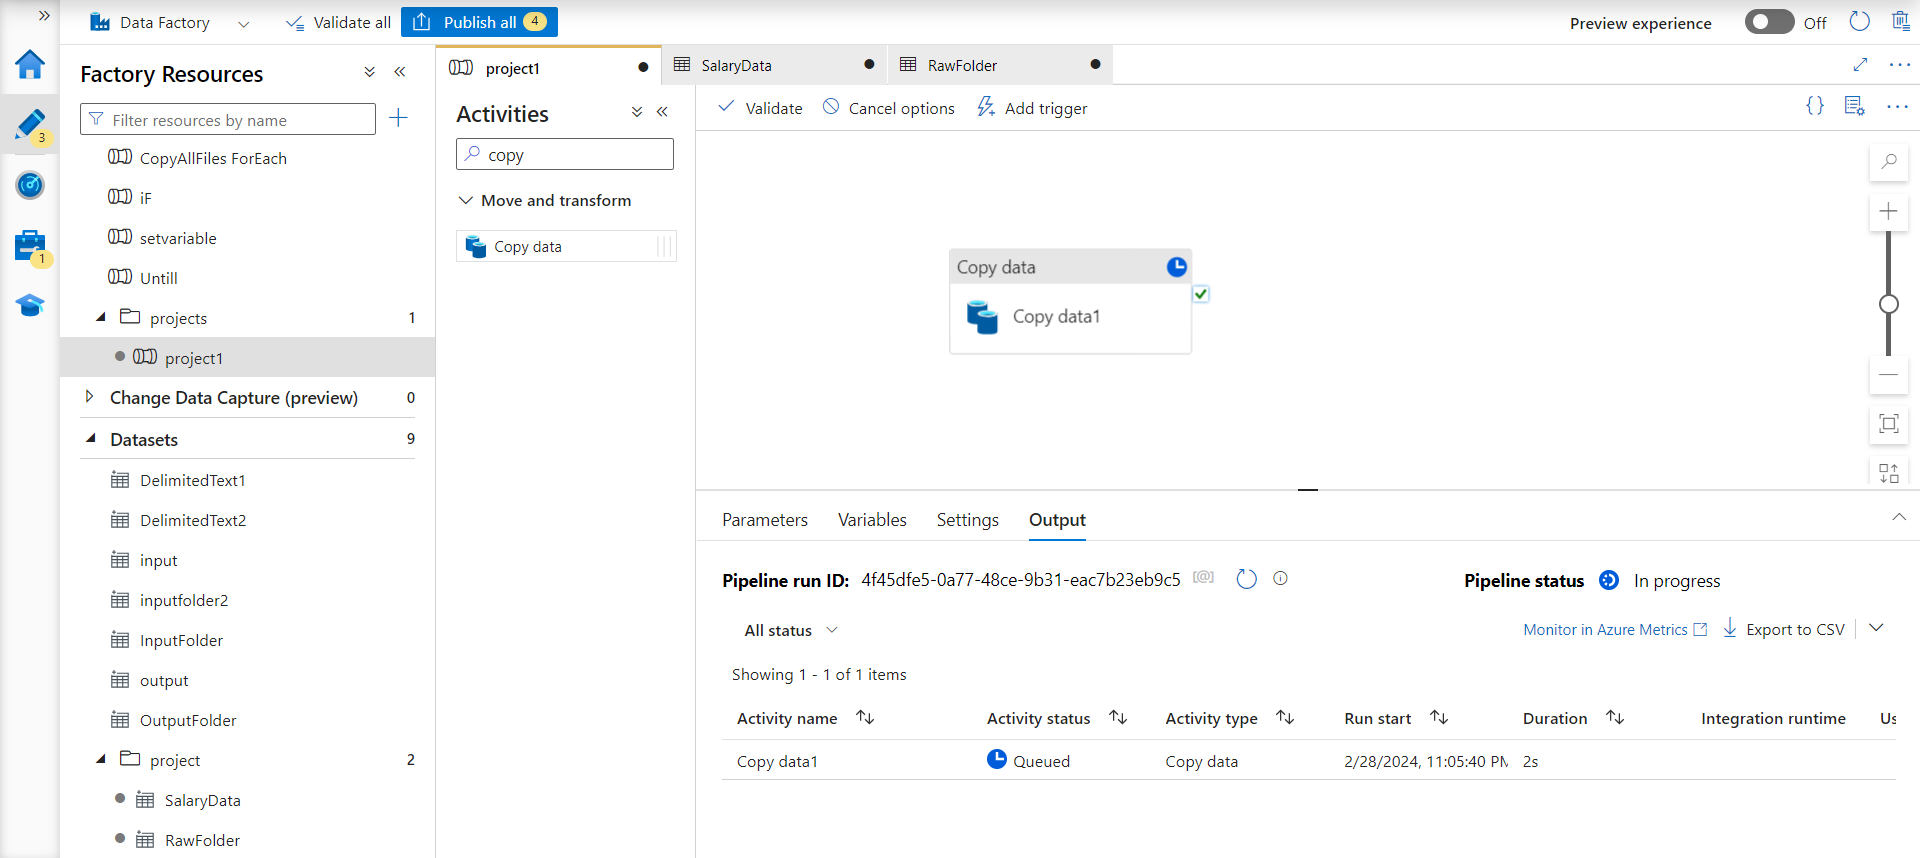 Data Factory
Validate all
Publish all 4
Preview experience
Off
Factory Resources
Filter resources by name
3
1
CopyAllFiles ForEach
iF
setvariable
Untill
projects 1
project1
Change Data Capture (preview) 0
Datasets 9
DelimitedText1
DelimitedText2
input
inputfolder2
InputFolder
output
OutputFolder
project 2
SalaryData
RawFolder
project1
SalaryData
RawFolder
Activities
copy
Move and transform
Copy data
Validate
Cancel options
Add trigger
{}
Copy data
Copy data1
Parameters
Variables
Settings
Output
Pipeline run ID: 4f45dfe5-0a77-48ce-9b31-eac7b23eb9c5 [@]
Pipeline status In progress
All status
Monitor in Azure Metrics
Export to CSV
Showing 1 - 1 of 1 items
Activity name Activity status Activity type Run start Duration Integration runtime Us
Copy data1 Queued Copy data 2/28/2024, 11:05:40 PM 2s